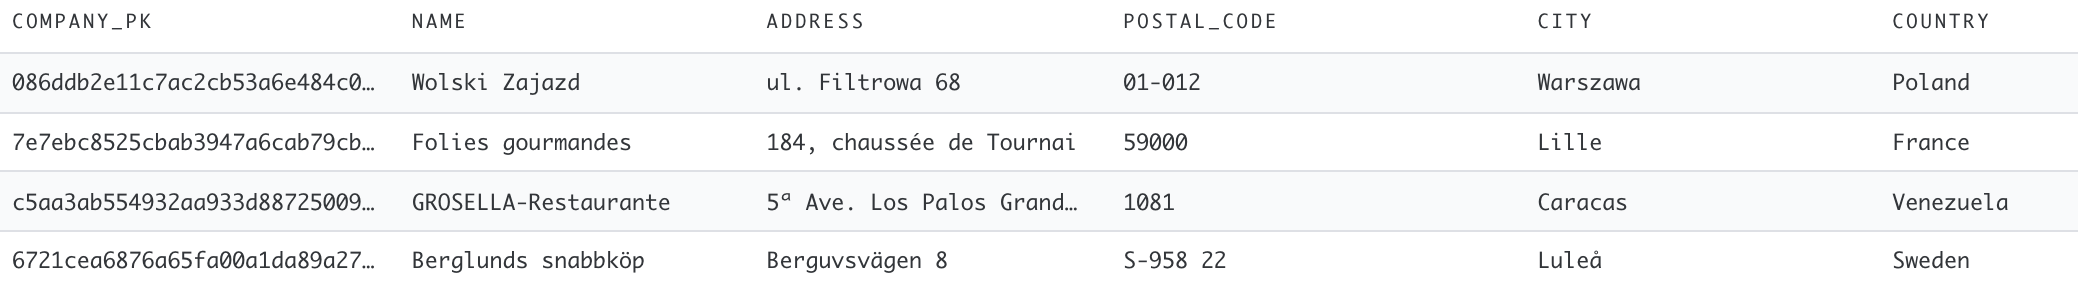 COMPANY_PK NAME ADDRESS POSTAL_CODE CITY COUNTRY
086ddb2e11c7ac2cb53a6e484c0… Wolski Zajazd ul. Filtrowa 68 01-012 Warszawa Poland
7e7ebc8525cbab3947a6cab79cb… Folies gourmandes 184, chaussée de Tournai 59000 Lille France
c5aa3ab554932aa933d88725009… GROSELLA-Restaurante 5ª Ave. Los Palos Grand… 1081 Caracas Venezuela
6721cea6876a65fa00a1da89a27… Berglunds snabbköp Berguvsvägen 8 S-958 22 Luleå Sweden